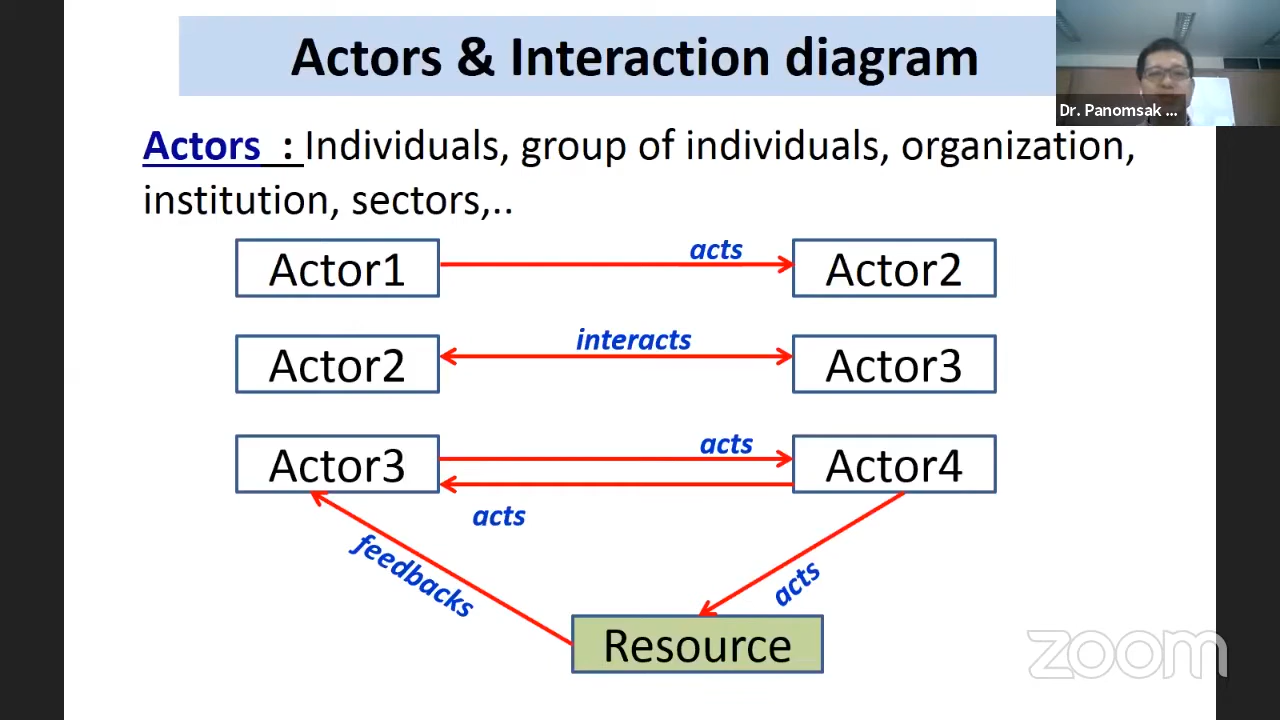 Actors & Interaction diagram
Dr. Panomsak ...
Actors : Individuals, group of individuals, organization,
institution, sectors,..
acts
Actor1
Actor2
interacts
Actor2
Actor3
acts
Actor3
Actor4
acts
feedbacks
acts
Resource
zoom